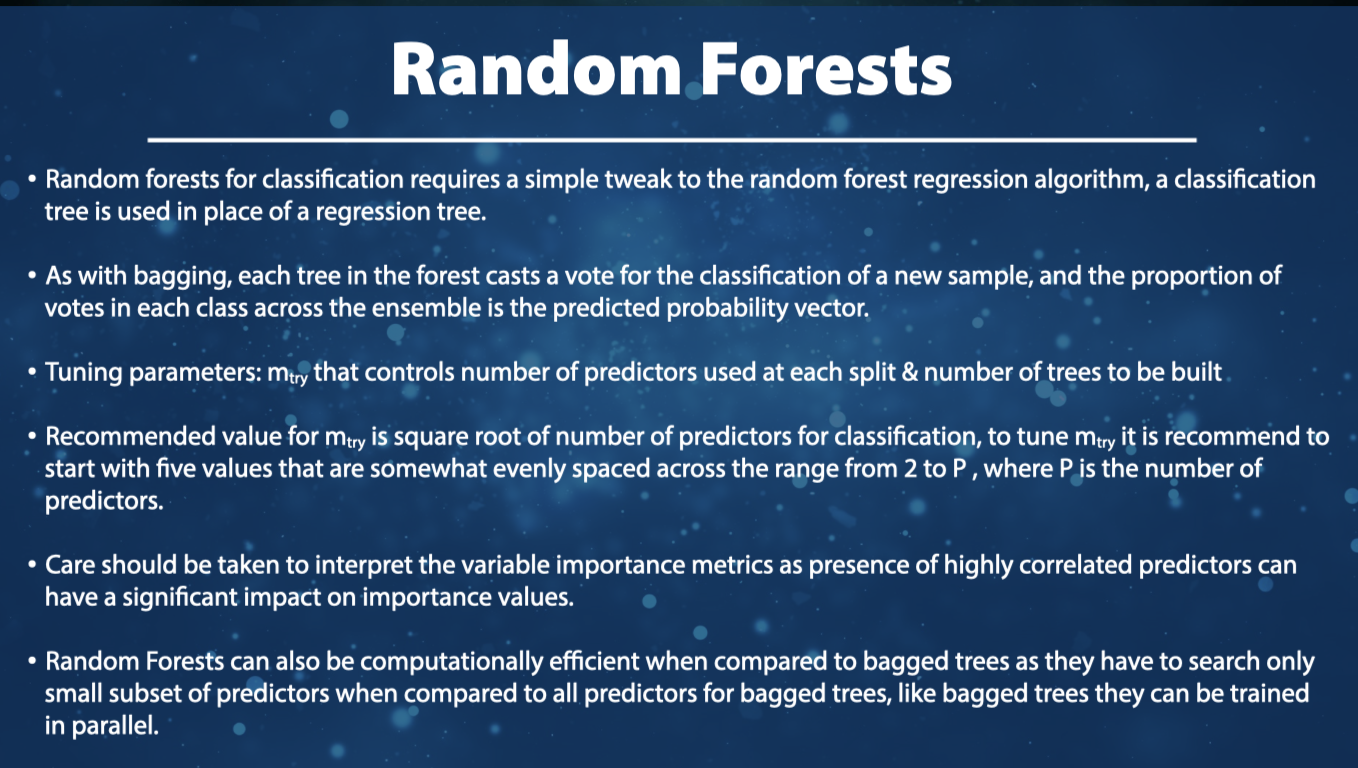 Random Forests
• Random forests for classification requires a simple tweak to the random forest regression algorithm, a classification
tree is used in place of a regression tree.
• As with bagging, each tree in the forest casts a vote for the classification of a new sample, and the proportion of
votes in each class across the ensemble is the predicted probability vector.
• Tuning parameters: mtry that controls number of predictors used at each split & number of trees to be built
• Recommended value for mtry is square root of number of predictors for classification, to tune mtry it is recommend to
start with five values that are somewhat evenly spaced across the range from 2 to P , where P is the number of
predictors.
• Care should be taken to interpret the variable importance metrics as presence of highly correlated predictors can
have a significant impact on importance values.
• Random Forests can also be computationally efficient when compared to bagged trees as they have to search only
small subset of predictors when compared to all predictors for bagged trees, like bagged trees they can be trained
in parallel.